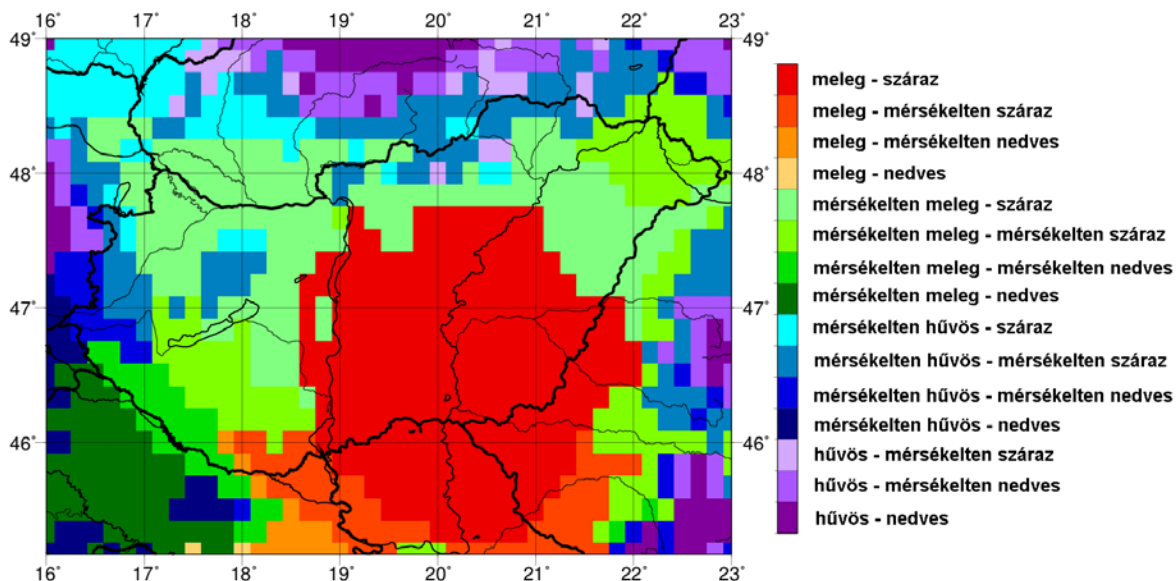 16° 17° 18° 19° 20° 21° 22° 23°
49° 49°
48° 48°
47° 47°
46° 46°
16° 17° 18° 19° 20° 21° 22° 23°
meleg - száraz
meleg - mérsékelten száraz
meleg - mérsékelten nedves
meleg - nedves
mérsékelten meleg - száraz
mérsékelten meleg - mérsékelten száraz
mérsékelten meleg - mérsékelten nedves
mérsékelten meleg - nedves
mérsékelten hűvös - száraz
mérsékelten hűvös - mérsékelten száraz
mérsékelten hűvös - mérsékelten nedves
mérsékelten hűvös - nedves
hűvös - mérsékelten száraz
hűvös - mérsékelten nedves
hűvös - nedves